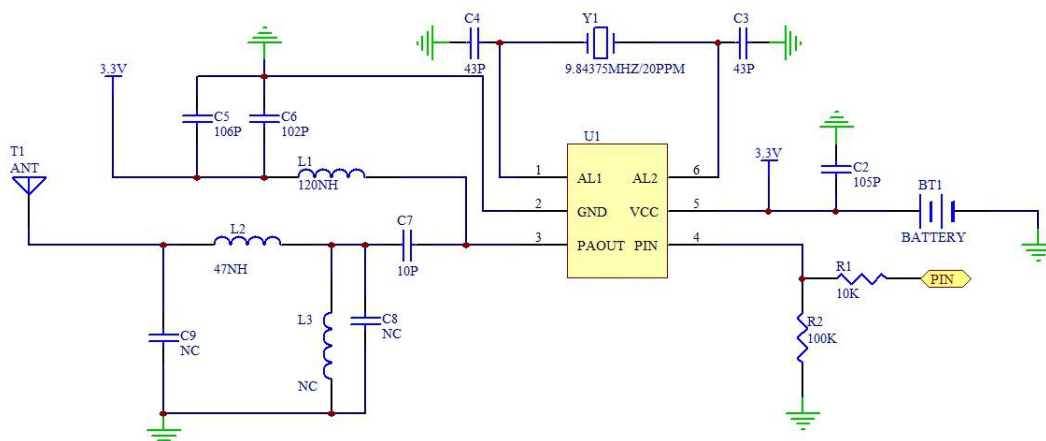 C4
Y1
C3
43P
9.84375MHZ/20PPM
43P
3.3V
C5
106P
C6
102P
U1
T1
ANT
L1
120NH
1
AL1
AL2
6
3.3V
C2
105P
BT1
BATTERY
2
GND
VCC
5
L2
47NH
C7
10P
3
PAOUT
PIN
4
R1
10K
PIN
C9
NC
L3
NC
C8
NC
R2
100K